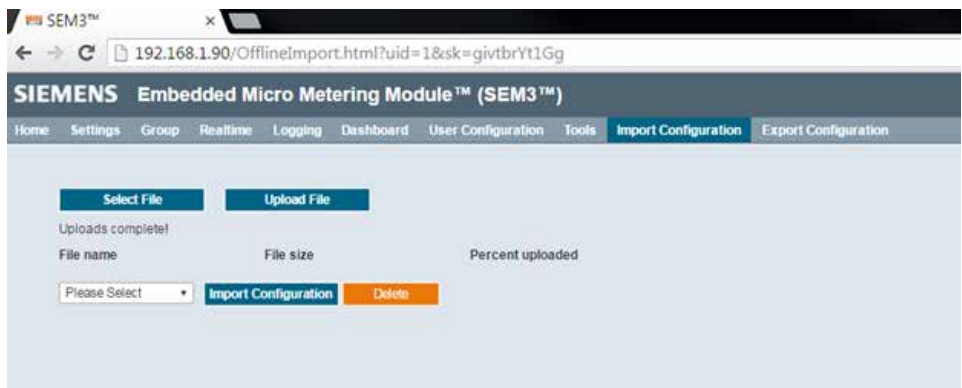 SEM3™
192.168.1.90/OfflineImport.html?uid=1&sk=givtbrYt1Gg
SIEMENS Embedded Micro Metering Module™ (SEM3™)
Home Settings Group Realtime Logging Dashboard User Configuration Tools Import Configuration Export Configuration
Select File Upload File
Uploads complete!
File name File size Percent uploaded
Please Select Import Configuration Delete